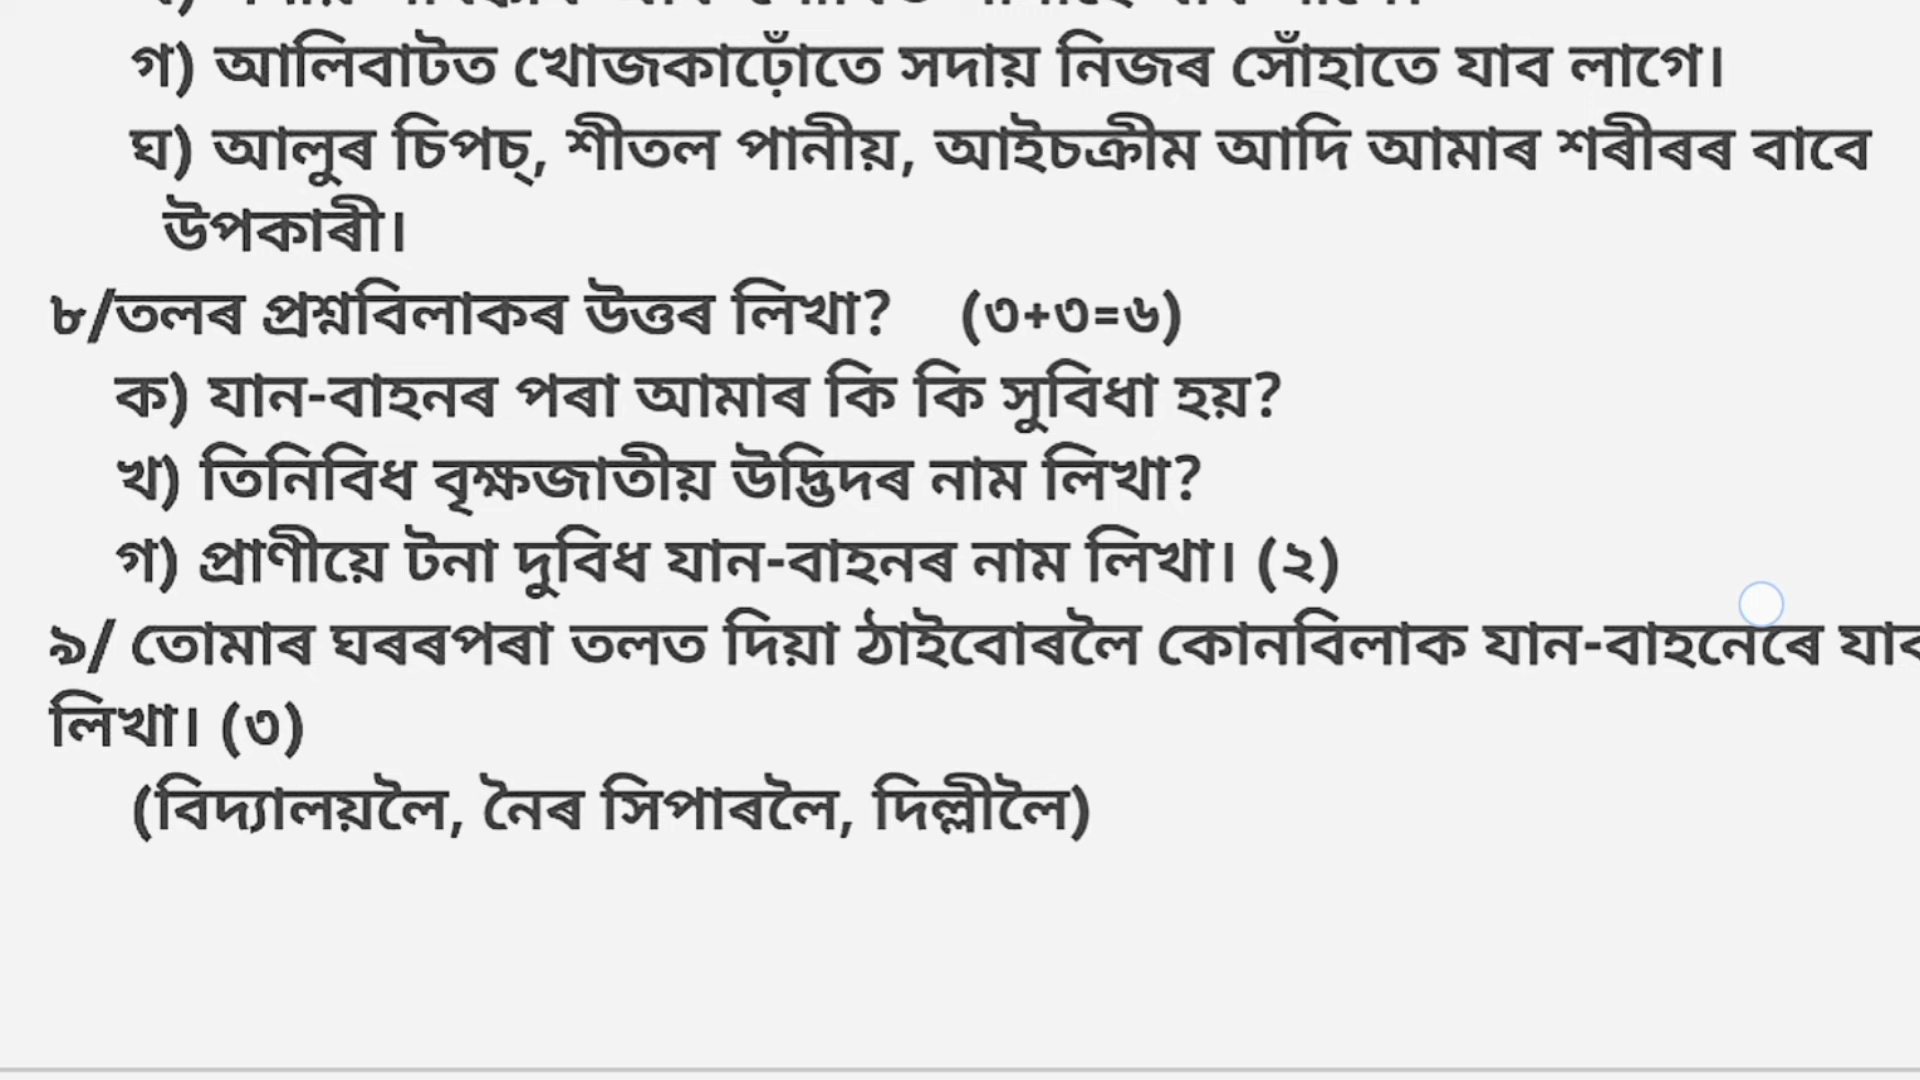 গ) আলিবাটত খোজকাঢ়োঁতে সদায় নিজৰ সোঁহাতে যাব লাগে।
ঘ) আলুৰ চিপচ্, শীতল পানীয়, আইচক্ৰীম আদি আমাৰ শৰীৰৰ বাবে
উপকাৰী।
৮/তলৰ প্ৰশ্নবিলাকৰ উত্তৰ লিখা? (৩+৩=৬)
ক) যান-বাহনৰ পৰা আমাৰ কি কি সুবিধা হয়?
খ) তিনিবিধ বৃক্ষজাতীয় উদ্ভিদৰ নাম লিখা?
গ) প্ৰাণীয়ে টনা দুবিধ যান-বাহনৰ নাম লিখা। (২)
৯/ তোমাৰ ঘৰৰপৰা তলত দিয়া ঠাইবোৰলৈ কোনবিলাক যান-বাহনেৰে
লিখা। (৩)
(বিদ্যালয়লৈ, নৈৰ সিপাৰলৈ, দিল্লীলৈ)